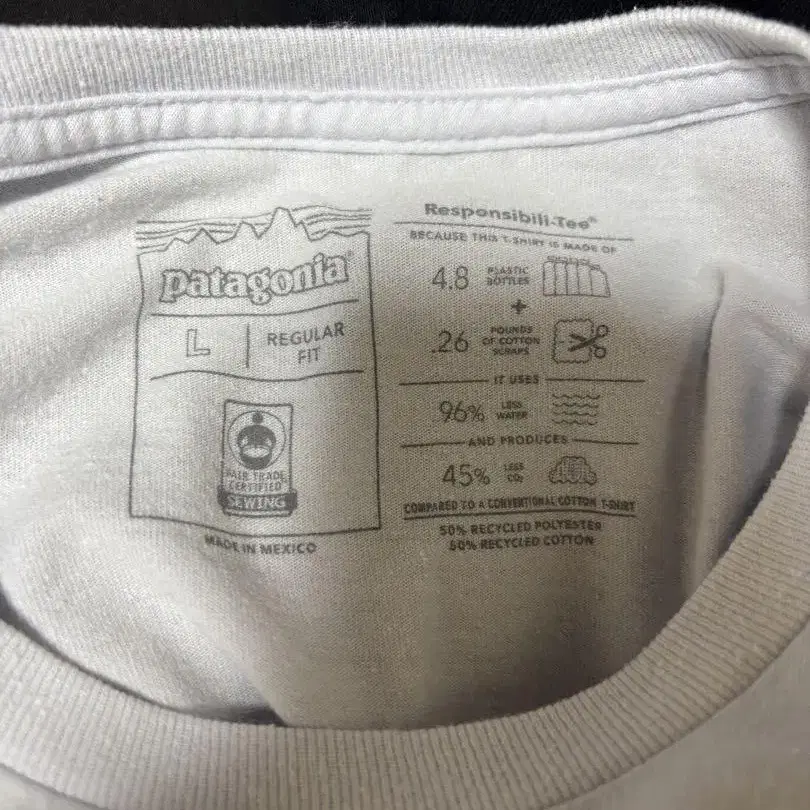 patagonia®
L
REGULAR
FIT
FAIR TRADE
CERTIFIED
SEWING
MADE IN MEXICO
Responsibili-Tee®
BECAUSE THIS T-SHIRT IS MADE OF
4.8 PLASTIC
BOTTLES
+
.26 POUNDS
OF COTTON
SCRAPS
IT USES
96% LESS
WATER
AND PRODUCES
45% LESS
CO₂
COMPARED TO A CONVENTIONAL COTTON T-SHIRT
50% RECYCLED POLYESTER
50% RECYCLED COTTON